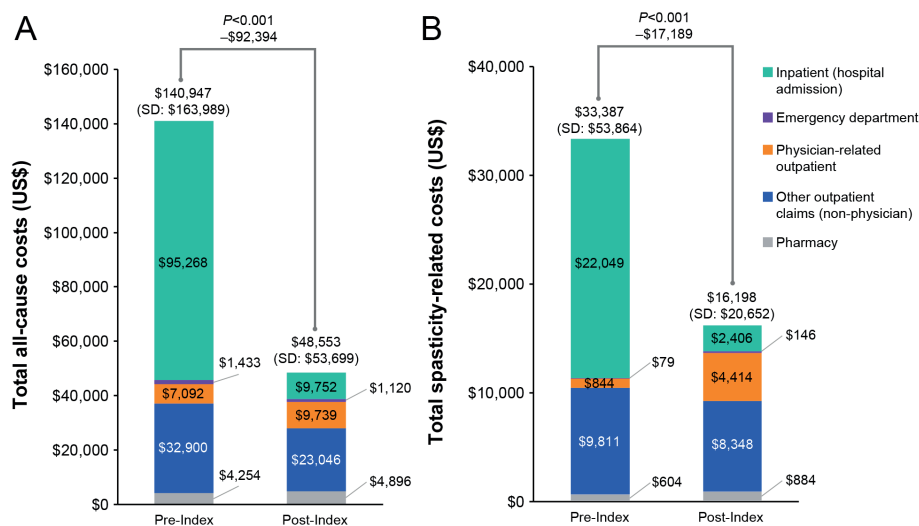 A
P<0.001
–$92,394
Total all-cause costs (US$)
$160,000
$140,000
$120,000
$100,000
$80,000
$60,000
$40,000
$20,000
$0
$140,947
(SD: $163,989)
$95,268
$1,433
$7,092
$32,900
$4,254
Pre-Index
$48,553
(SD: $53,699)
$9,752
$1,120
$9,739
$23,046
$4,896
Post-Index
B
P<0.001
–$17,189
Total spasticity-related costs (US$)
$40,000
$30,000
$20,000
$10,000
$0
$33,387
(SD: $53,864)
$22,049
$79
$844
$9,811
$604
Pre-Index
$16,198
(SD: $20,652)
$2,406
$146
$4,414
$8,348
$884
Post-Index
Inpatient (hospital
admission)
Emergency department
Physician-related
outpatient
Other outpatient
claims (non-physician)
Pharmacy